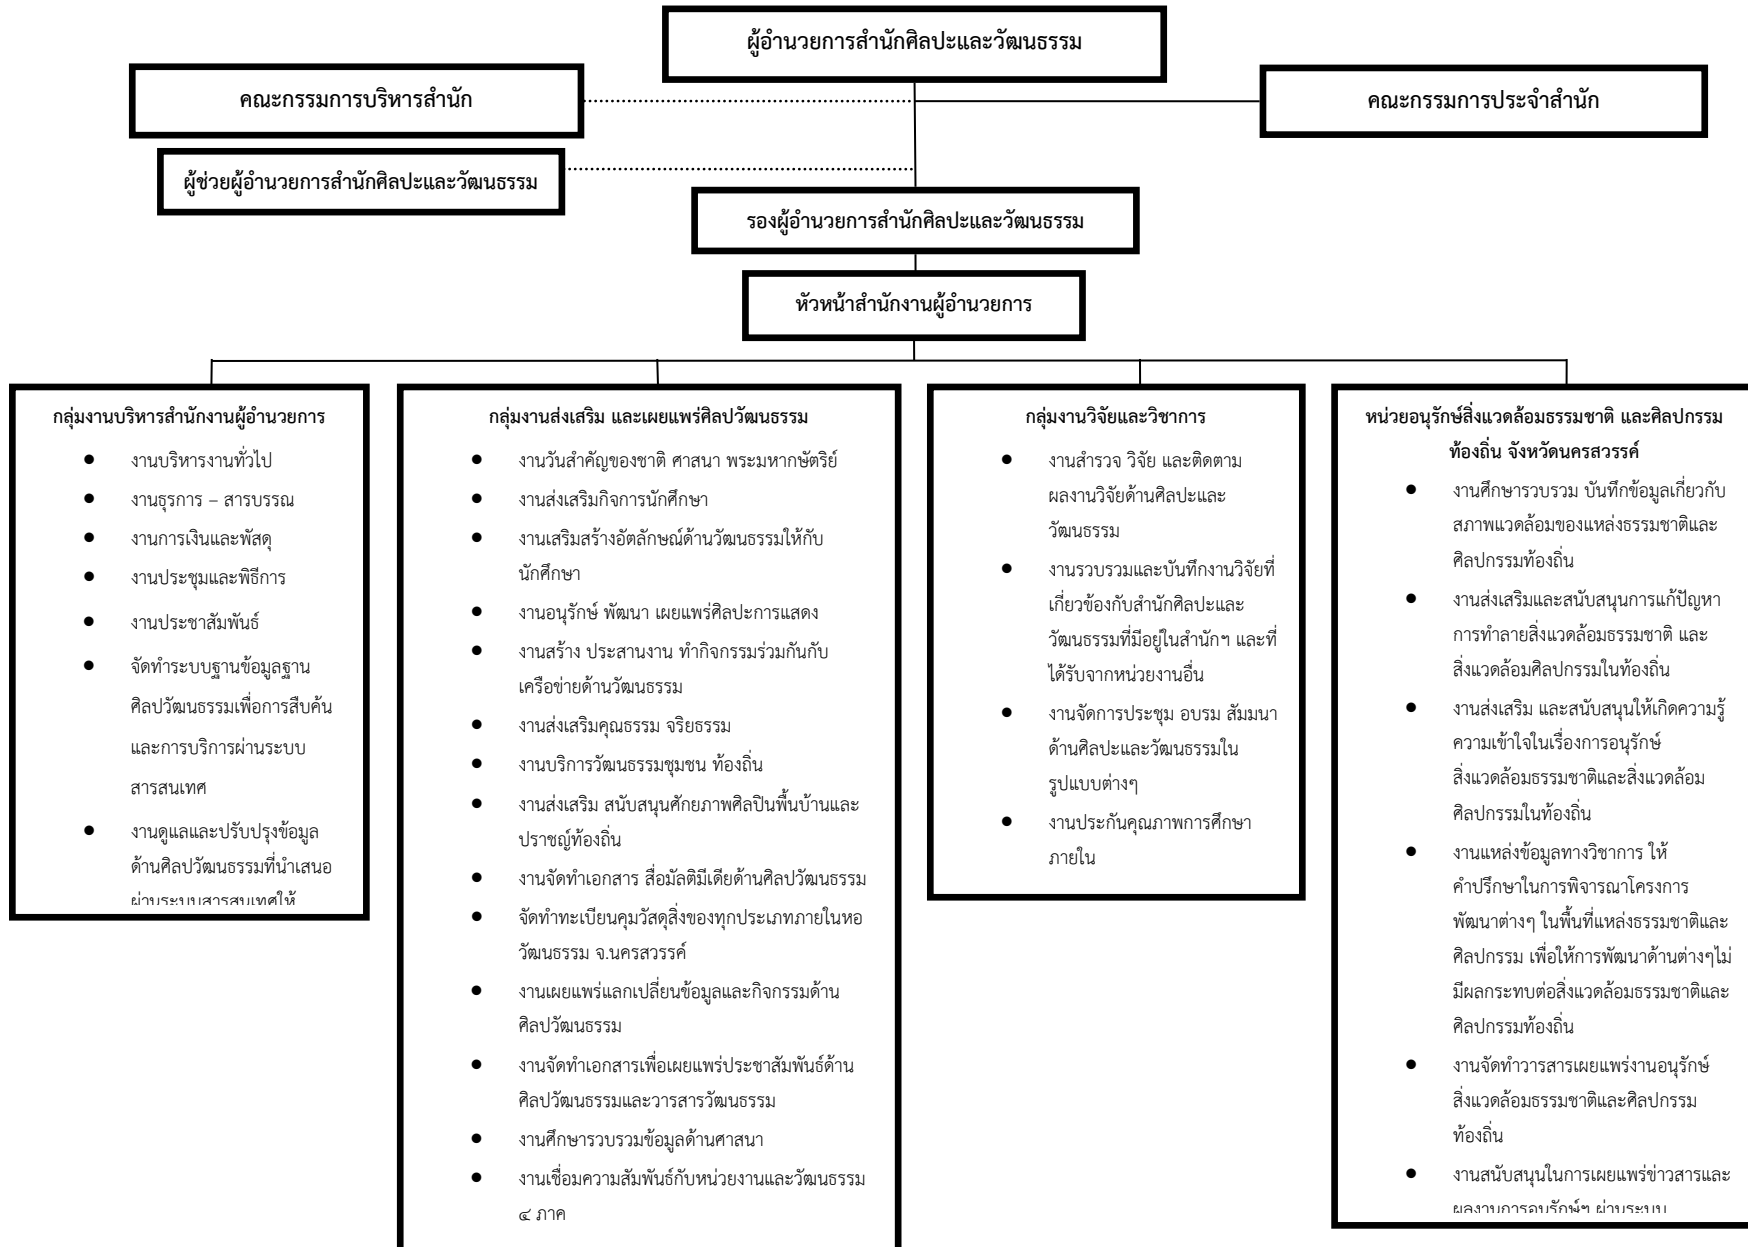 ผู้อำนวยการสำนักศิลปะและวัฒนธรรม
คณะกรรมการบริหารสำนัก
คณะกรรมการประจำสำนัก
ผู้ช่วยผู้อำนวยการสำนักศิลปะและวัฒนธรรม
รองผู้อำนวยการสำนักศิลปะและวัฒนธรรม
หัวหน้าสำนักงานผู้อำนวยการ
กลุ่มงานบริหารสำนักงานผู้อำนวยการ
● งานบริหารงานทั่วไป
● งานธุรการ – สารบรรณ
● งานการเงินและพัสดุ
● งานประชุมและพิธีการ
● งานประชาสัมพันธ์
● จัดทำระบบฐานข้อมูลฐาน
ศิลปวัฒนธรรมเพื่อการสืบค้น
และการบริการผ่านระบบ
สารสนเทศ
● งานดูแลและปรับปรุงข้อมูล
ด้านศิลปวัฒนธรรมที่นำเสนอ
ผ่านระบบสารสนเทศให้
กลุ่มงานส่งเสริม และเผยแพร่ศิลปวัฒนธรรม
● งานวันสำคัญของชาติ ศาสนา พระมหากษัตริย์
● งานส่งเสริมกิจการนักศึกษา
● งานเสริมสร้างอัตลักษณ์ด้านวัฒนธรรมให้กับ
นักศึกษา
● งานอนุรักษ์ พัฒนา เผยแพร่ศิลปะการแสดง
● งานสร้าง ประสานงาน ทำกิจกรรมร่วมกันกับ
เครือข่ายด้านวัฒนธรรม
● งานส่งเสริมคุณธรรม จริยธรรม
● งานบริการวัฒนธรรมชุมชน ท้องถิ่น
● งานส่งเสริม สนับสนุนศักยภาพศิลปินพื้นบ้านและ
ปราชญ์ท้องถิ่น
● งานจัดทำเอกสาร สื่อมัลติมีเดียด้านศิลปวัฒนธรรม
● จัดทำทะเบียนคุมวัสดุสิ่งของทุกประเภทภายในหอ
วัฒนธรรม จ.นครสวรรค์
● งานเผยแพร่แลกเปลี่ยนข้อมูลและกิจกรรมด้าน
ศิลปวัฒนธรรม
● งานจัดทำเอกสารเพื่อเผยแพร่ประชาสัมพันธ์ด้าน
ศิลปวัฒนธรรมและวารสารวัฒนธรรม
● งานศึกษารวบรวมข้อมูลด้านศาสนา
● งานเชื่อมความสัมพันธ์กับหน่วยงานและวัฒนธรรม
๔ ภาค
กลุ่มงานวิจัยและวิชาการ
● งานสำรวจ วิจัย และติดตาม
ผลงานวิจัยด้านศิลปะและ
วัฒนธรรม
● งานรวบรวมและบันทึกงานวิจัยที่
เกี่ยวข้องกับสำนักศิลปะและ
วัฒนธรรมที่มีอยู่ในสำนักฯ และที่
ได้รับจากหน่วยงานอื่น
● งานจัดการประชุม อบรม สัมมนา
ด้านศิลปะและวัฒนธรรมใน
รูปแบบต่างๆ
● งานประกันคุณภาพการศึกษา
ภายใน
หน่วยอนุรักษ์สิ่งแวดล้อมธรรมชาติ และศิลปกรรม
ท้องถิ่น จังหวัดนครสวรรค์
● งานศึกษารวบรวม บันทึกข้อมูลเกี่ยวกับ
สภาพแวดล้อมของแหล่งธรรมชาติและ
ศิลปกรรมท้องถิ่น
● งานส่งเสริมและสนับสนุนการแก้ปัญหา
การทำลายสิ่งแวดล้อมธรรมชาติ และ
สิ่งแวดล้อมศิลปกรรมในท้องถิ่น
● งานส่งเสริม และสนับสนุนให้เกิดความรู้
ความเข้าใจในเรื่องการอนุรักษ์
สิ่งแวดล้อมธรรมชาติและสิ่งแวดล้อม
ศิลปกรรมในท้องถิ่น
● งานแหล่งข้อมูลทางวิชาการ ให้
คำปรึกษาในการพิจารณาโครงการ
พัฒนาต่างๆ ในพื้นที่แหล่งธรรมชาติและ
ศิลปกรรม เพื่อให้การพัฒนาด้านต่างๆไม่
มีผลกระทบต่อสิ่งแวดล้อมธรรมชาติและ
ศิลปกรรมท้องถิ่น
● งานจัดทำวารสารเผยแพร่งานอนุรักษ์
สิ่งแวดล้อมธรรมชาติและศิลปกรรม
ท้องถิ่น
● งานสนับสนุนในการเผยแพร่ข่าวสารและ
ผลงานการอนุรักษ์ฯ ผ่านระบบ